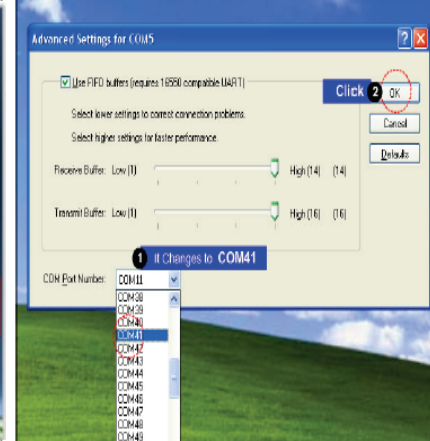 Advanced Settings for COM5
Use FIFO buffers (requires 16550 compatible UART)
Click 2 OK
Select lower settings to correct connection problems.
Cancel
Select higher settings for faster performance.
Defaults
Receive Buffer: Low (1) High (14) (14)
Transmit Buffer: Low (1) High (16) (16)
1 It Changes to COM41
COM Port Number: COM11
COM38
COM39
COM40
COM41
COM42
COM43
COM44
COM45
COM46
COM47
COM48
COM49